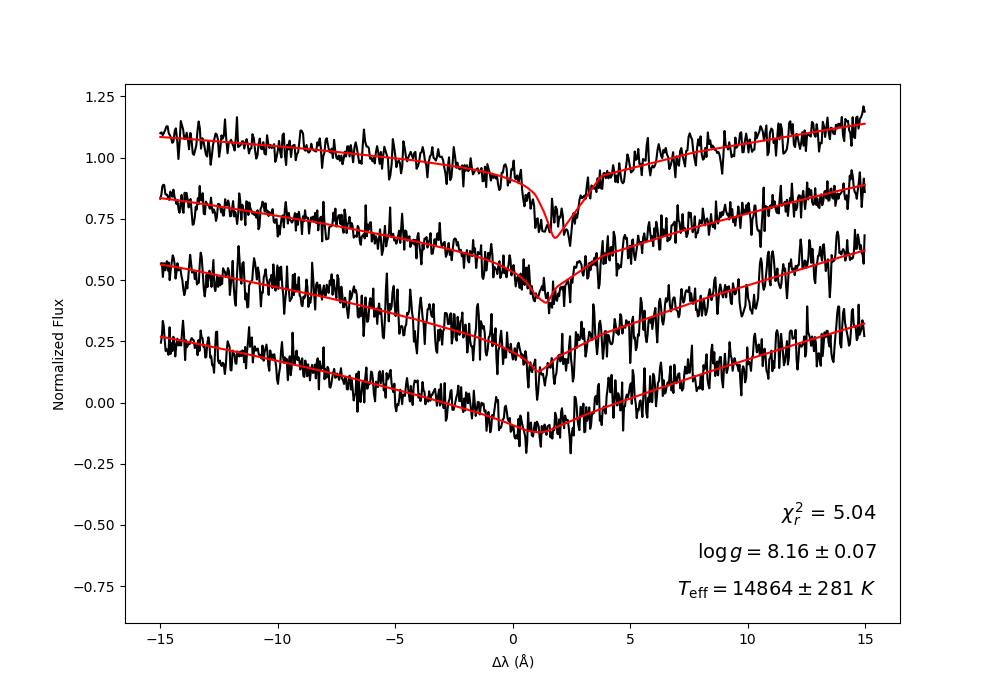 1.25
1.00
0.75
0.50
0.25
0.00
−0.25
−0.50
−0.75
Normalized Flux
χ²ᵣ = 5.04
log g = 8.16 ± 0.07
T_eff = 14864 ± 281 K
−15 −10 −5 0 5 10 15
Δλ (Å)